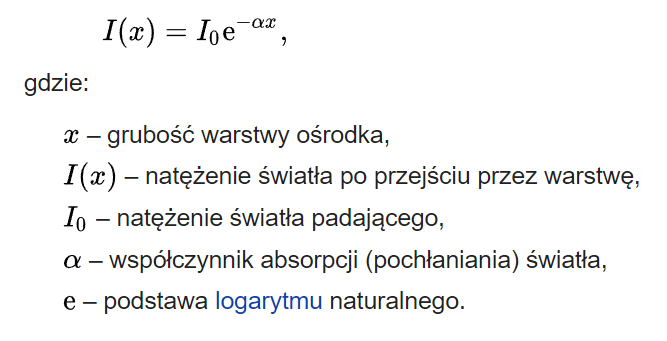 I(x) = I₀e⁻ᵅˣ,
gdzie:
x – grubość warstwy ośrodka,
I(x) – natężenie światła po przejściu przez warstwę,
I₀ – natężenie światła padającego,
α – współczynnik absorpcji (pochłaniania) światła,
e – podstawa logarytmu naturalnego.